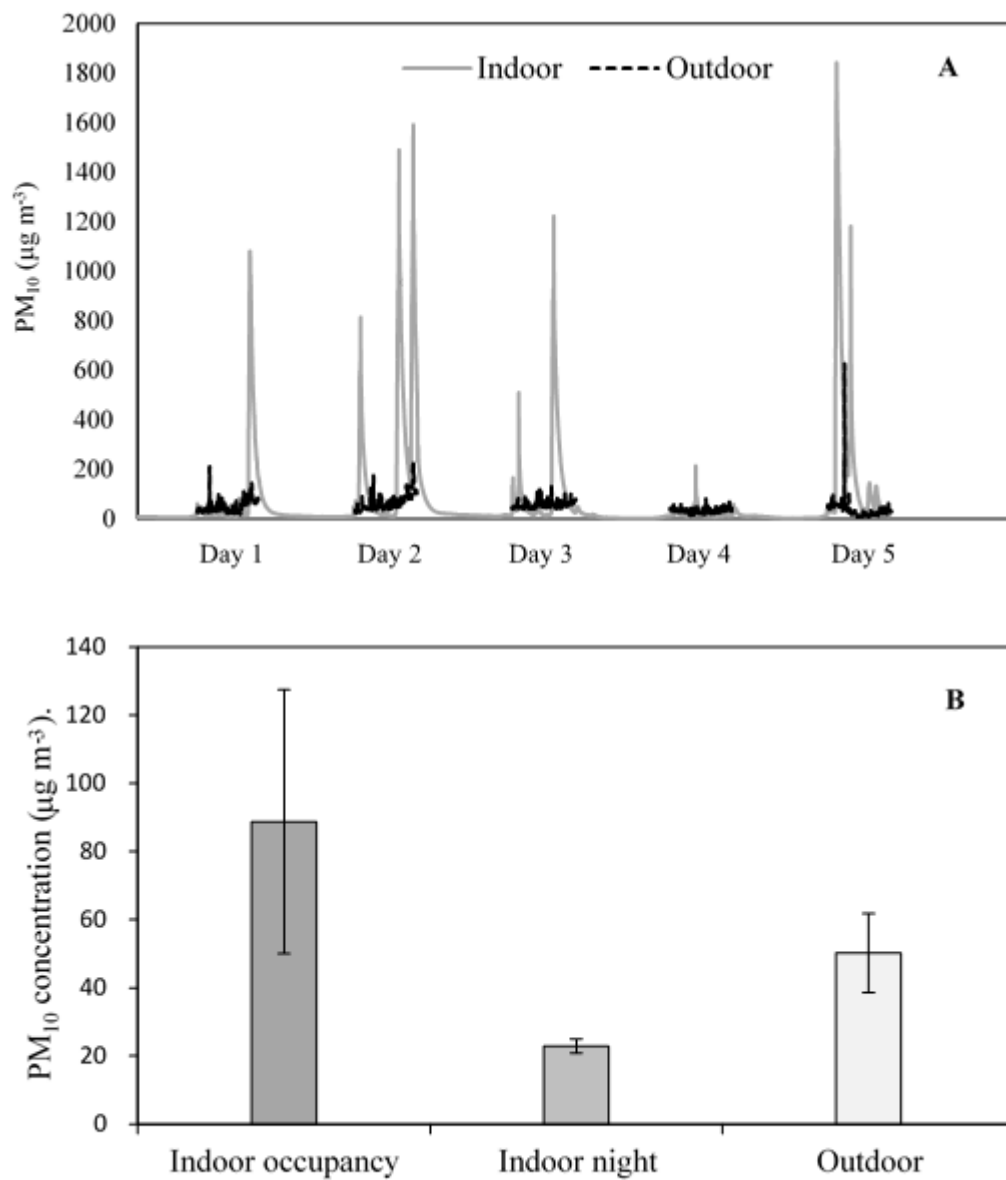 2000
1800
1600
1400
1200
1000
800
600
400
200
0
PM₁₀ (µg m⁻³)
Indoor Outdoor
A
Day 1 Day 2 Day 3 Day 4 Day 5
140
120
100
80
60
40
20
0
PM₁₀ concentration (µg m⁻³).
B
Indoor occupancy Indoor night Outdoor